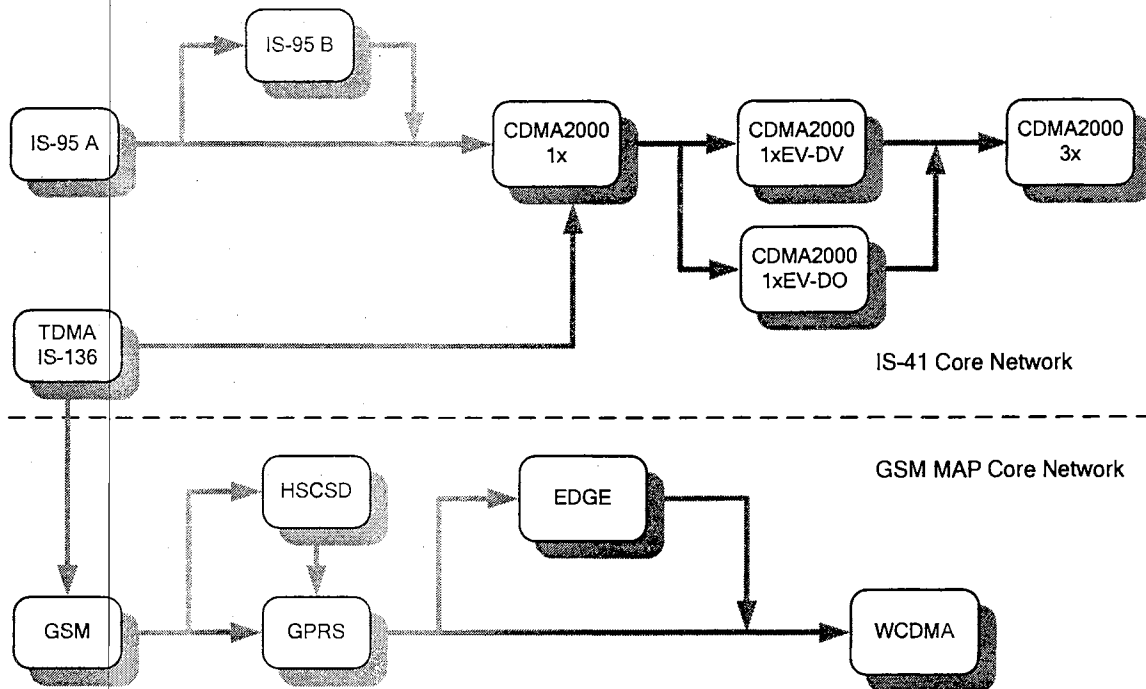 IS-95 B
IS-95 A
CDMA2000
1x
CDMA2000
1xEV-DV
CDMA2000
3x
CDMA2000
1xEV-DO
TDMA
IS-136
IS-41 Core Network
GSM MAP Core Network
HSCSD
EDGE
GSM
GPRS
WCDMA